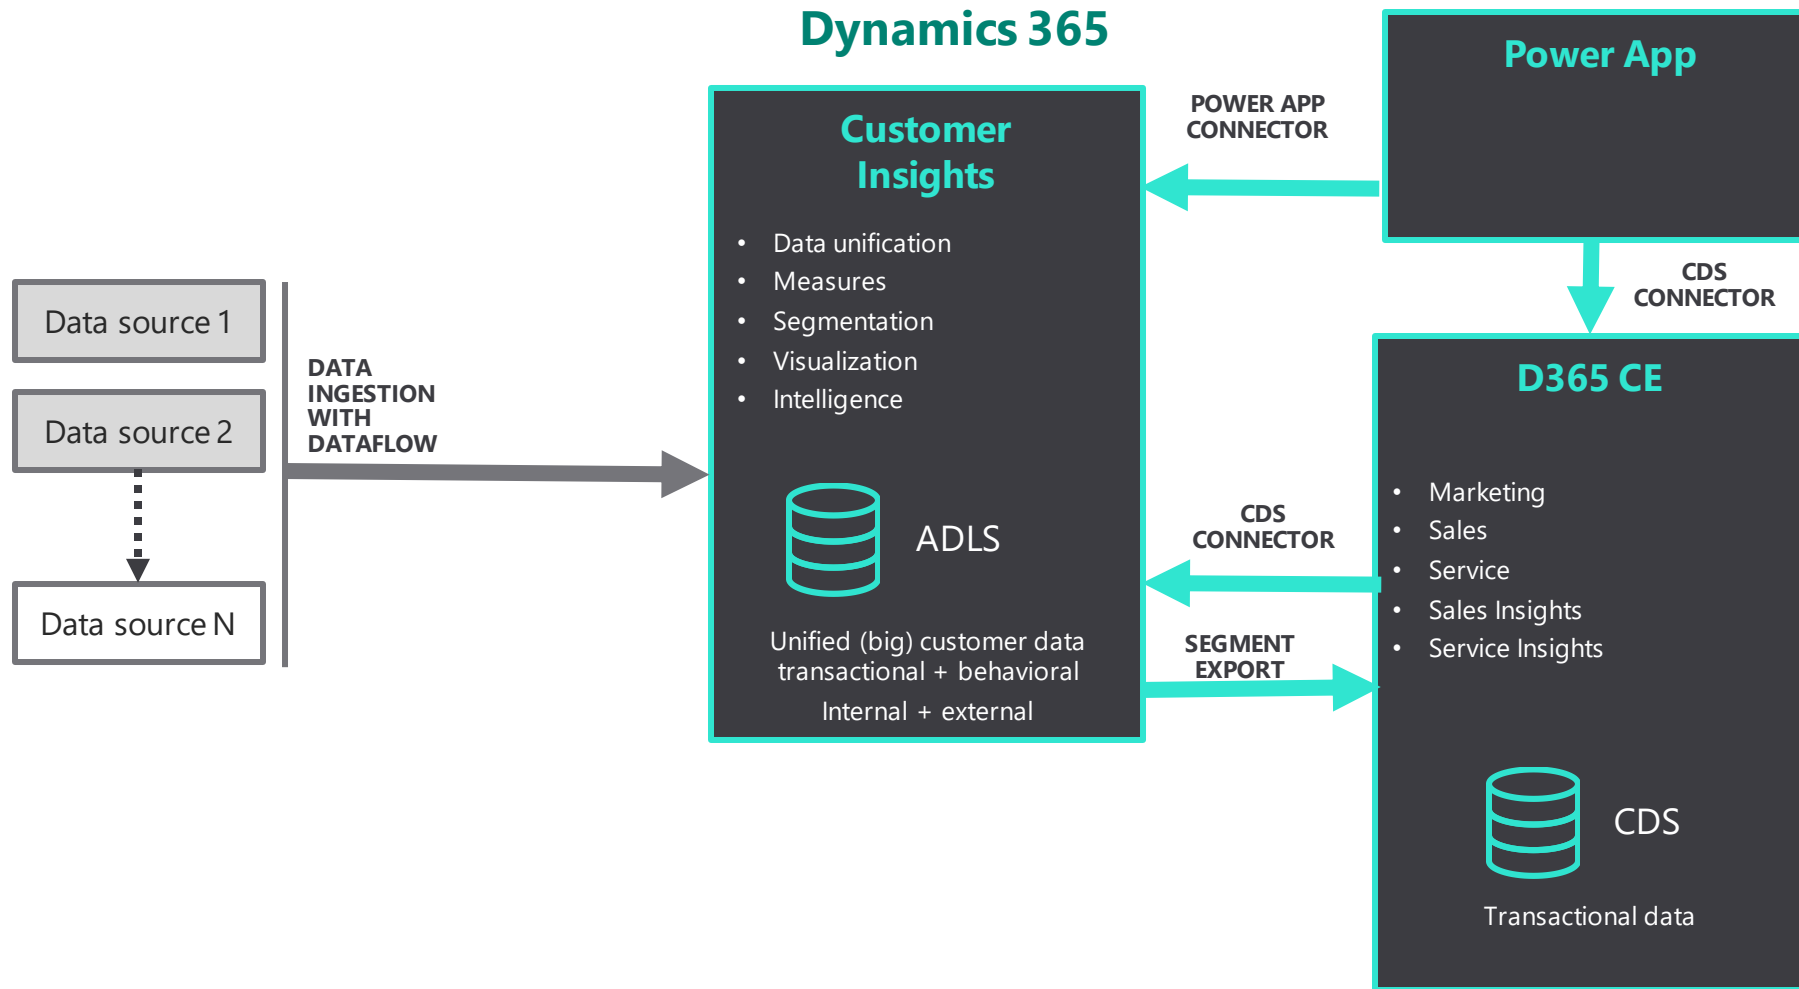 Dynamics 365
Data source 1
Data source 2
Data source N
DATA
INGESTION
WITH
DATAFLOW
Customer
Insights
• Data unification
• Measures
• Segmentation
• Visualization
• Intelligence
ADLS
Unified (big) customer data
transactional + behavioral
Internal + external
POWER APP
CONNECTOR
Power App
CDS
CONNECTOR
CDS
CONNECTOR
SEGMENT
EXPORT
D365 CE
• Marketing
• Sales
• Service
• Sales Insights
• Service Insights
CDS
Transactional data